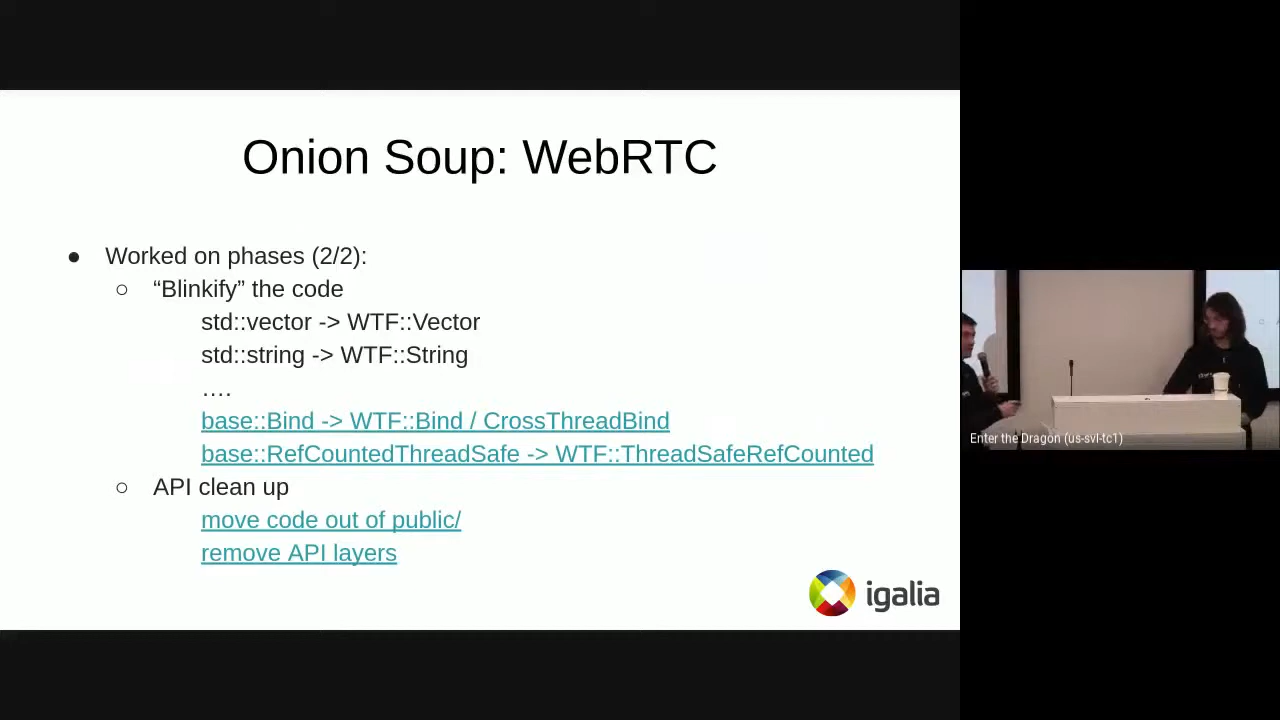 Onion Soup: WebRTC
● Worked on phases (2/2):
○ “Blinkify” the code
std::vector -> WTF::Vector
std::string -> WTF::String
....
base::Bind -> WTF::Bind / CrossThreadBind
base::RefCountedThreadSafe -> WTF::ThreadSafeRefCounted
○ API clean up
move code out of public/
remove API layers
igalia
Enter the Dragon (us-svl-tc1)